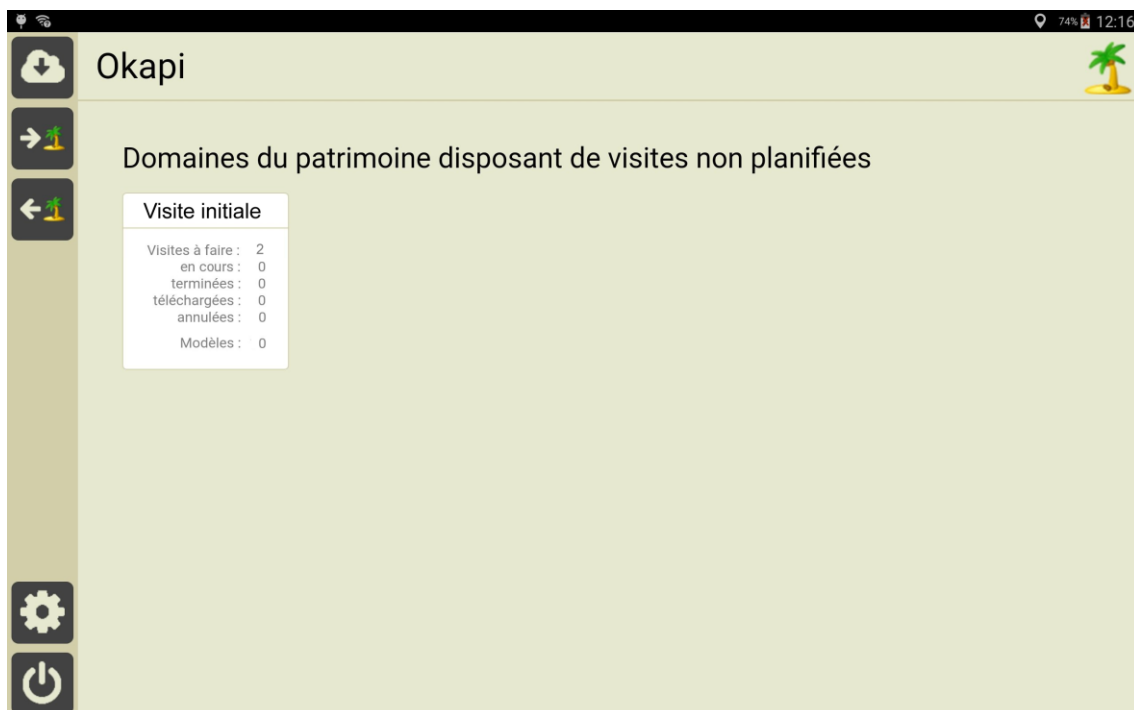 74% 12:16
Okapi
Domaines du patrimoine disposant de visites non planifiées
Visite initiale
Visites à faire : 2
en cours : 0
terminées : 0
téléchargées : 0
annulées : 0
Modèles : 0